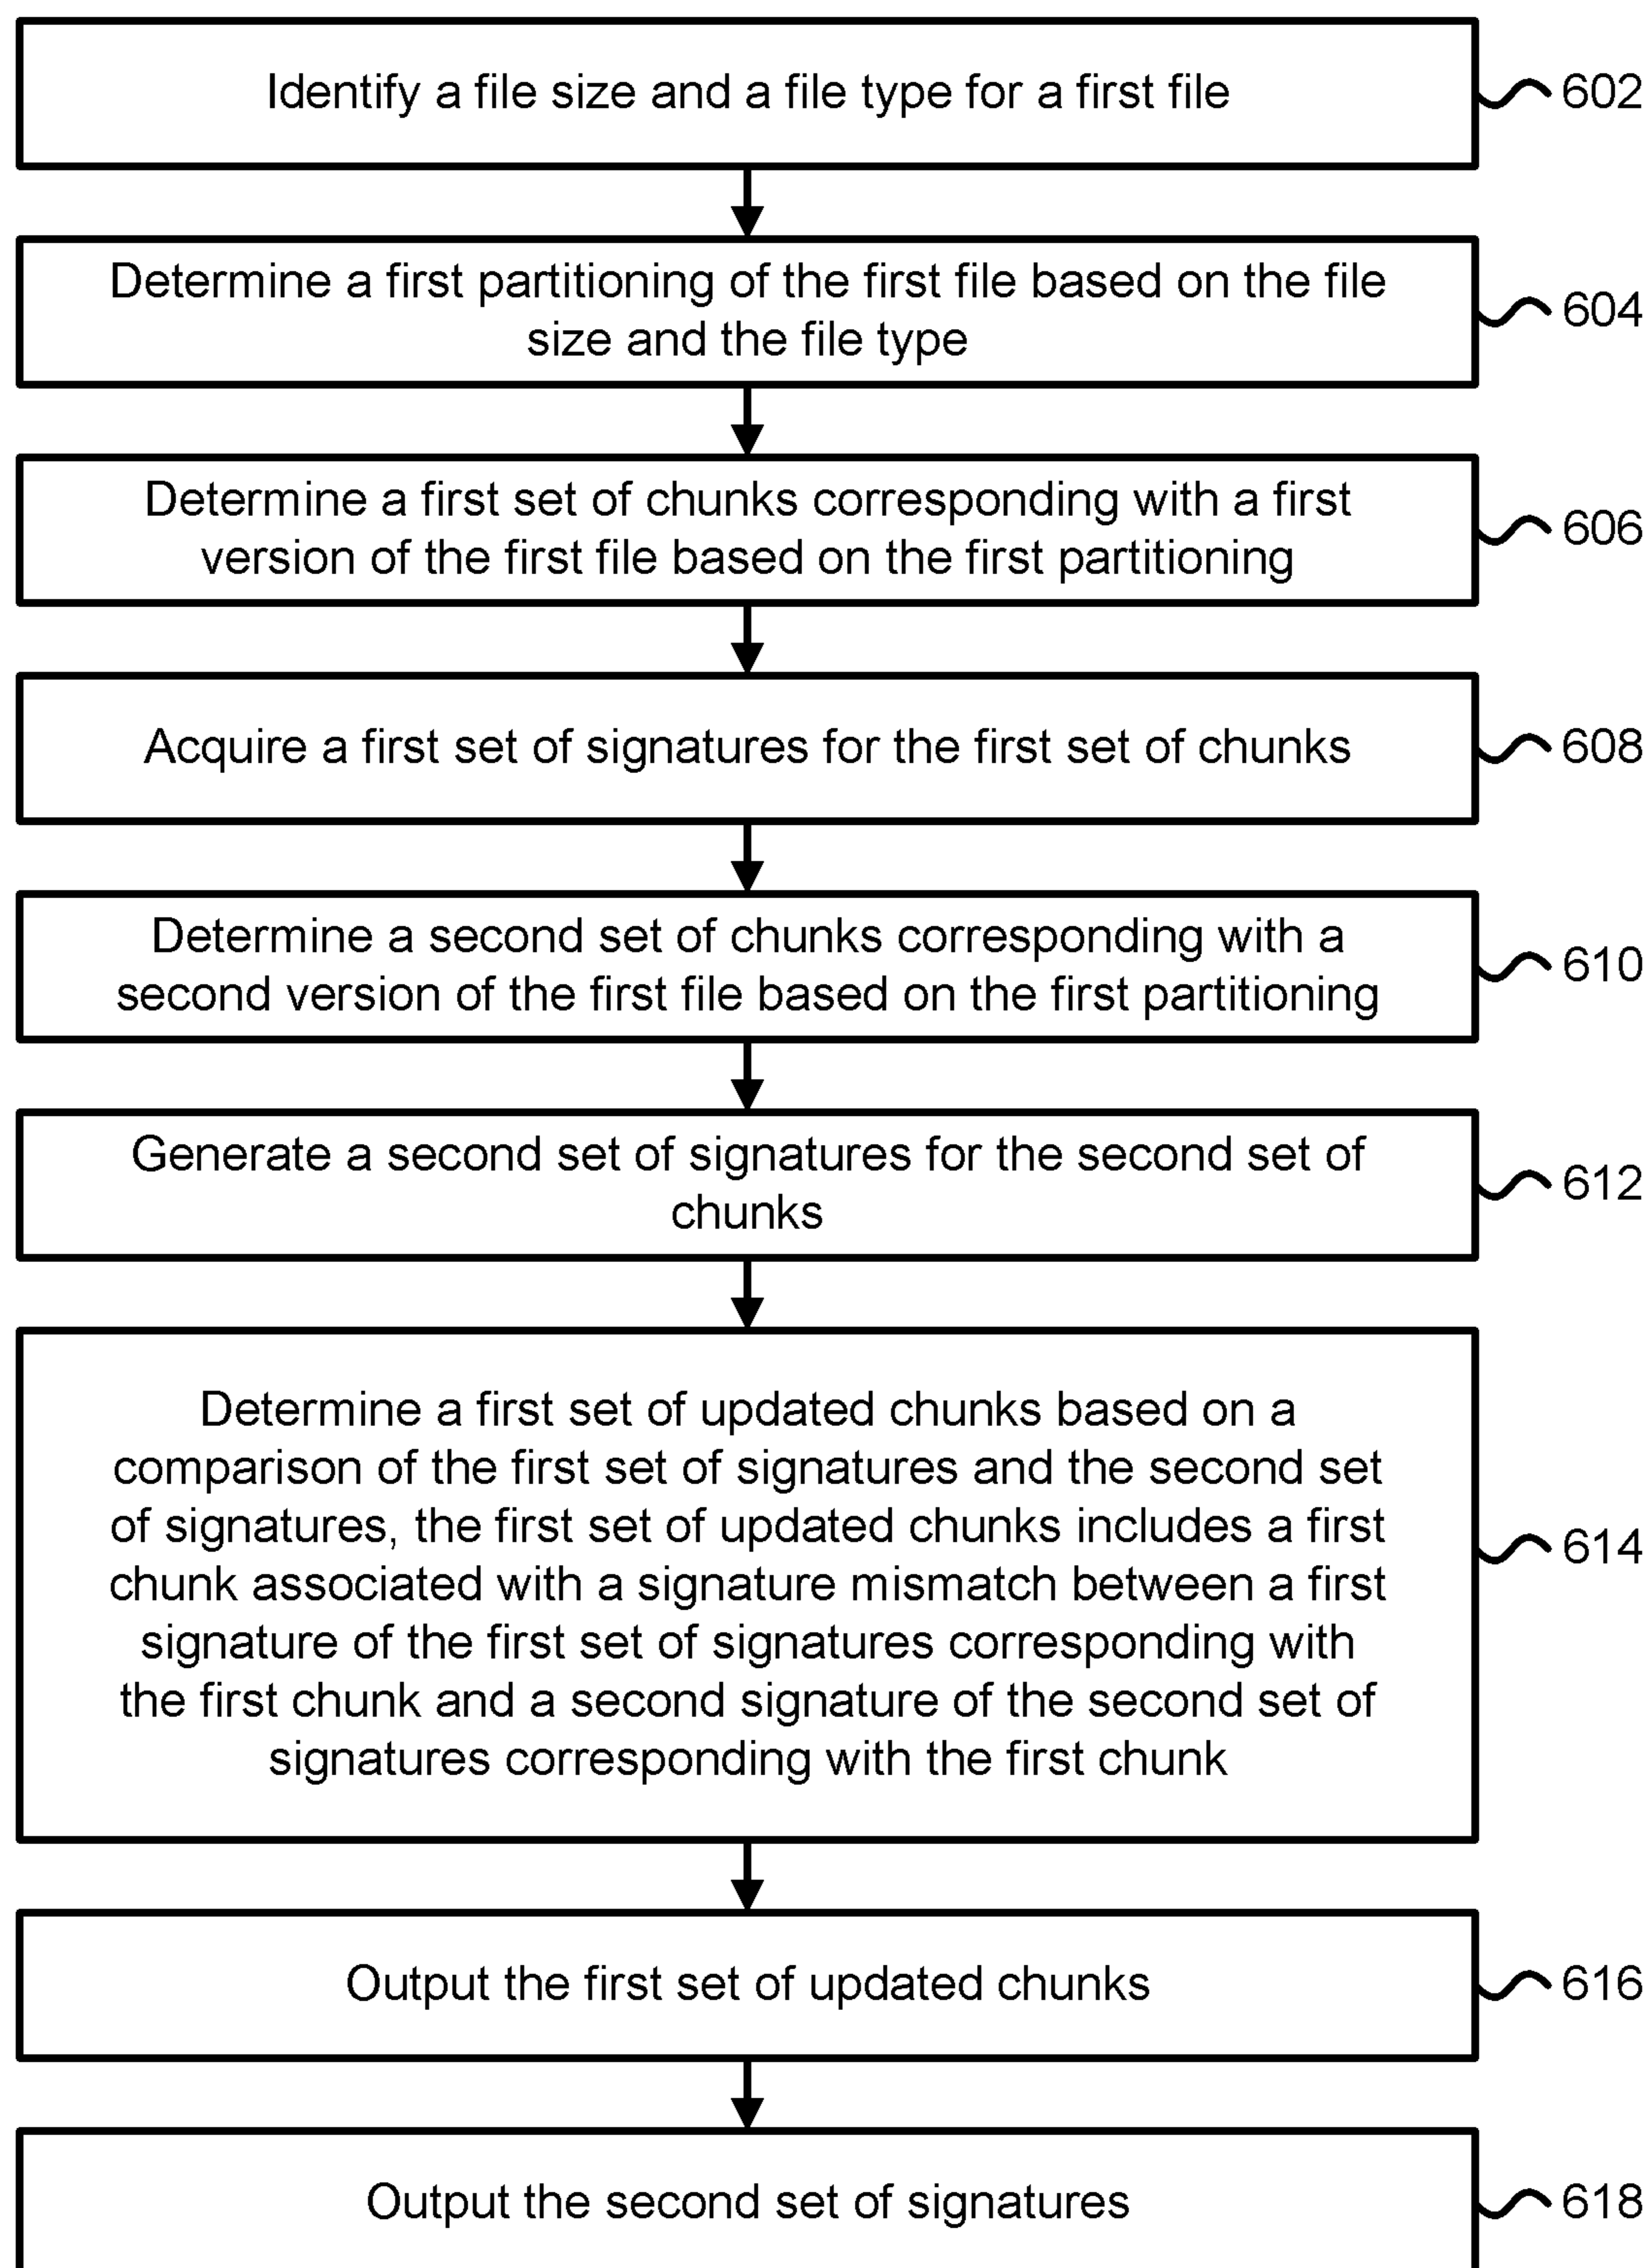 Identify a file size and a file type for a first file
602
Determine a first partitioning of the first file based on the file
size and the file type
604
Determine a first set of chunks corresponding with a first
version of the first file based on the first partitioning
606
Acquire a first set of signatures for the first set of chunks
608
Determine a second set of chunks corresponding with a
second version of the first file based on the first partitioning
610
Generate a second set of signatures for the second set of
chunks
612
Determine a first set of updated chunks based on a
comparison of the first set of signatures and the second set
of signatures, the first set of updated chunks includes a first
chunk associated with a signature mismatch between a first
signature of the first set of signatures corresponding with
the first chunk and a second signature of the second set of
signatures corresponding with the first chunk
614
Output the first set of updated chunks
616
Output the second set of signatures
618